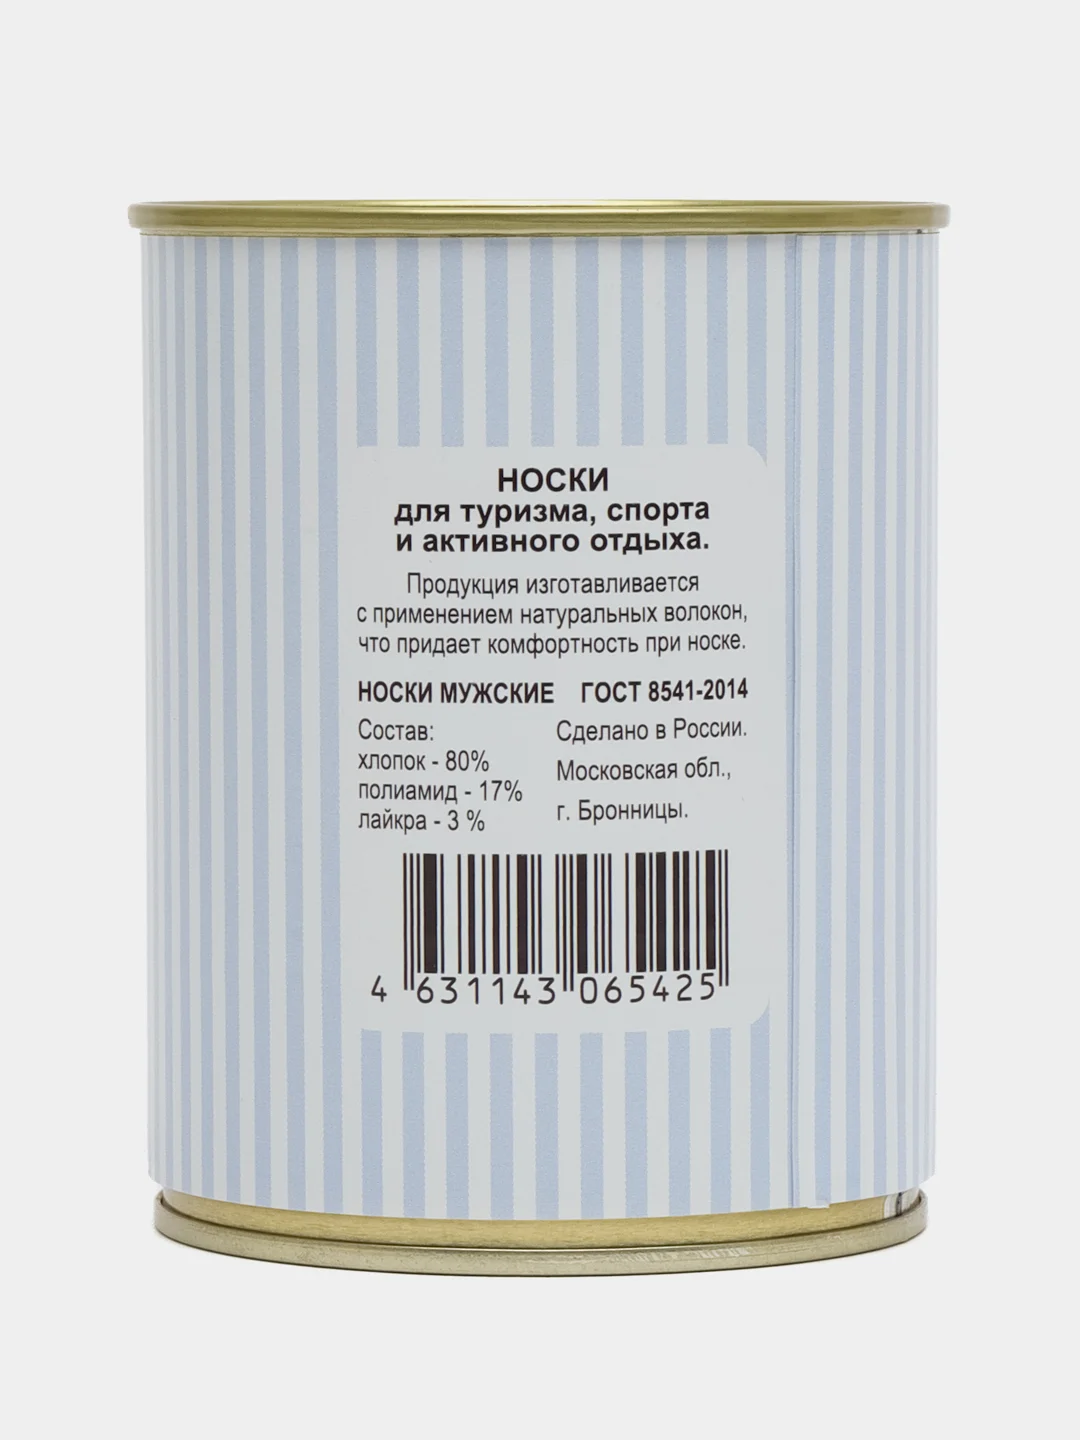 НОСКИ
для туризма, спорта
и активного отдыха.
Продукция изготавливается
с применением натуральных волокон,
что придает комфортность при носке.
НОСКИ МУЖСКИЕ ГОСТ 8541-2014
Состав:
хлопок - 80%
полиамид - 17%
лайкра - 3 %
Сделано в России.
Московская обл.,
г. Бронницы.
4 631143 065425